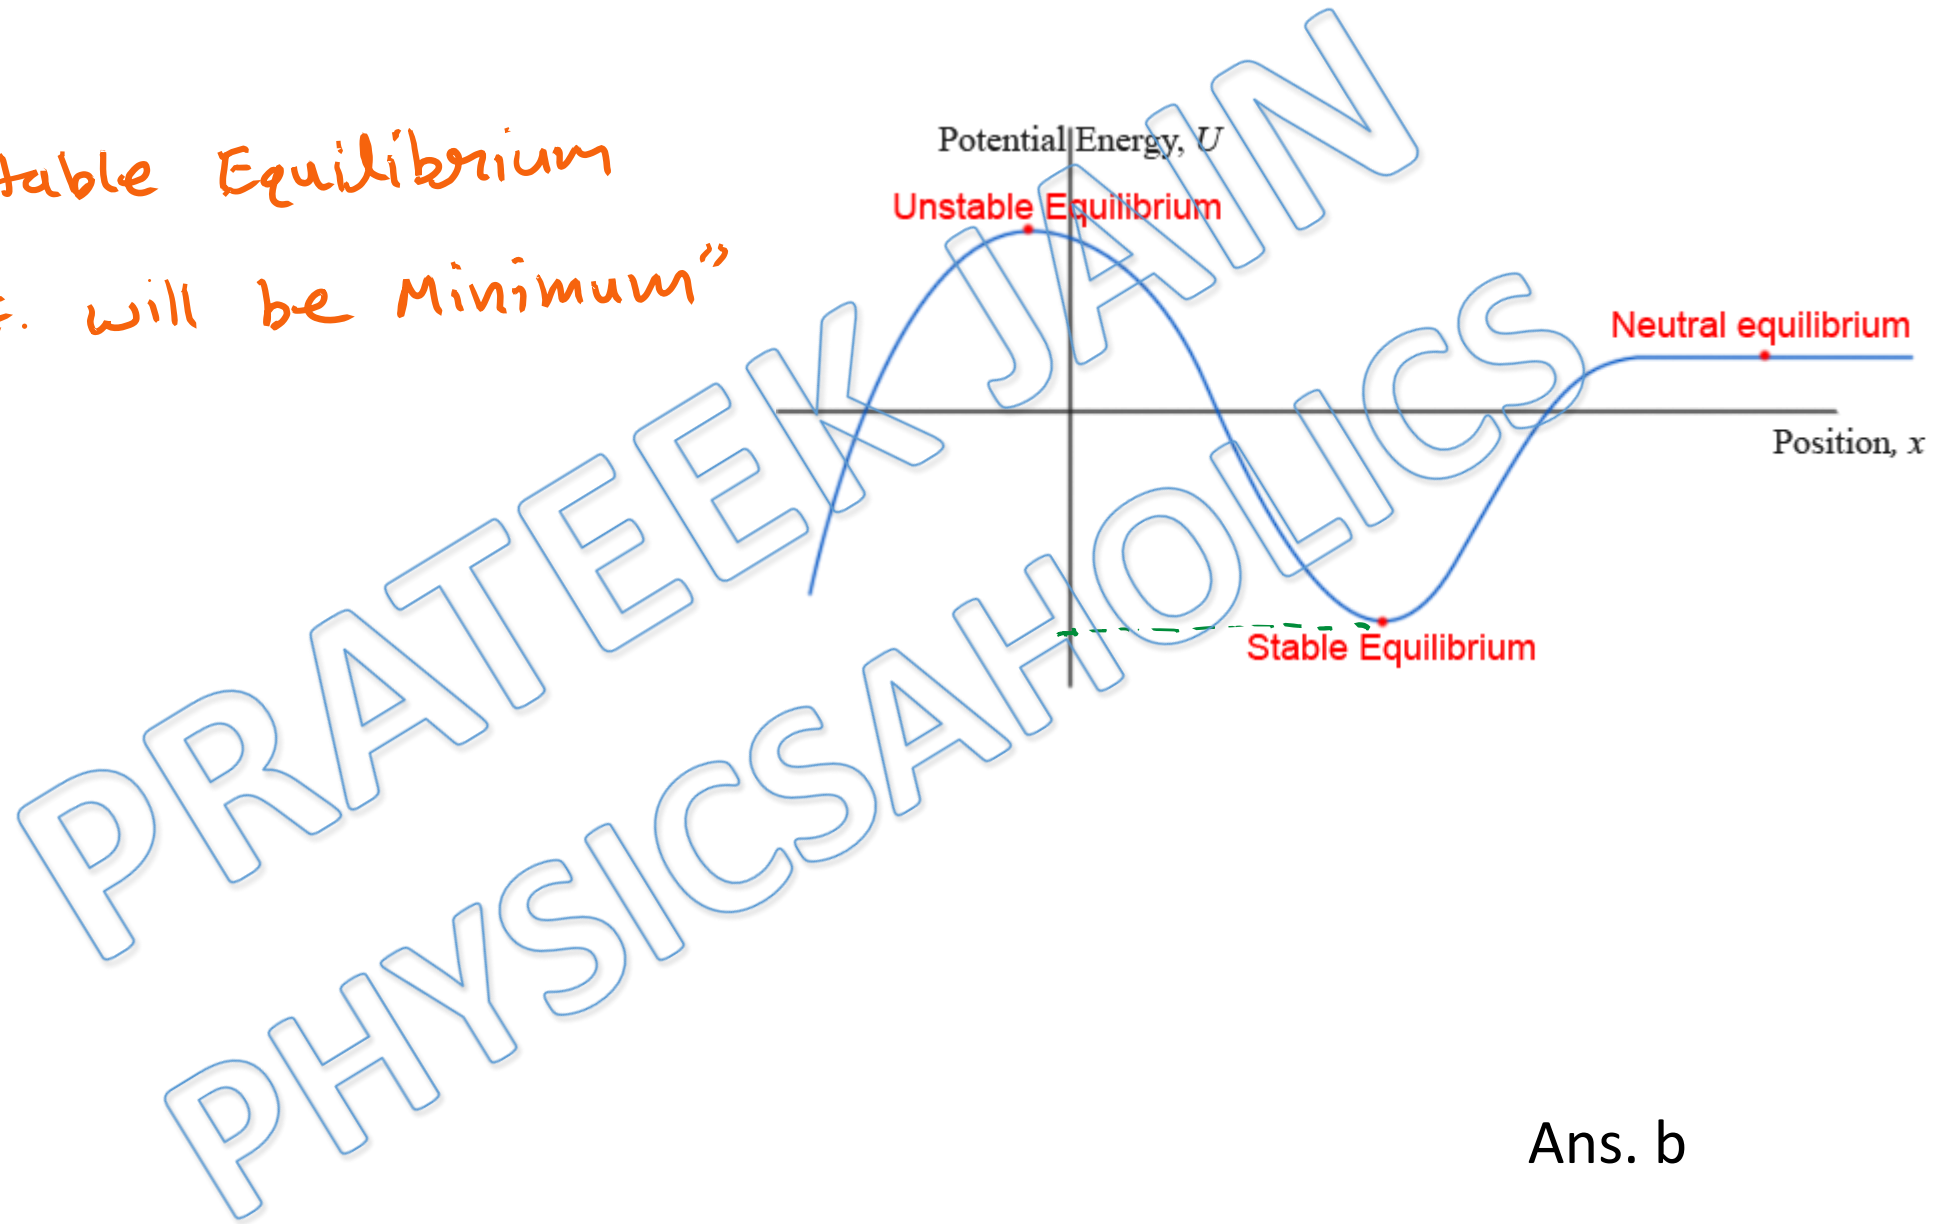 table Equilibrium
will be Minimum"
Potential Energy, U
Unstable Equilibrium
Neutral equilibrium
Position, x
Stable Equilibrium
PRATEEK JAIN
PHYSICSAHOLICS
Ans. b